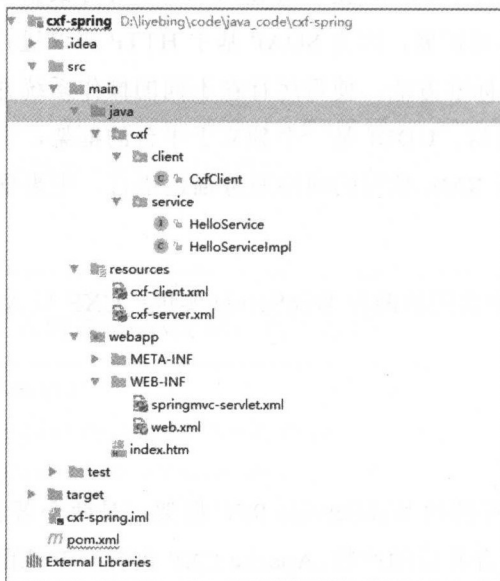 cxf-spring D:\liyebing\code\java_code\cxf-spring
.idea
src
main
java
cxf
client
CxfClient
service
HelloService
HelloServiceImpl
resources
cxf-client.xml
cxf-server.xml
webapp
META-INF
WEB-INF
springmvc-servlet.xml
web.xml
index.htm
test
target
cxf-spring.iml
pom.xml
External Libraries